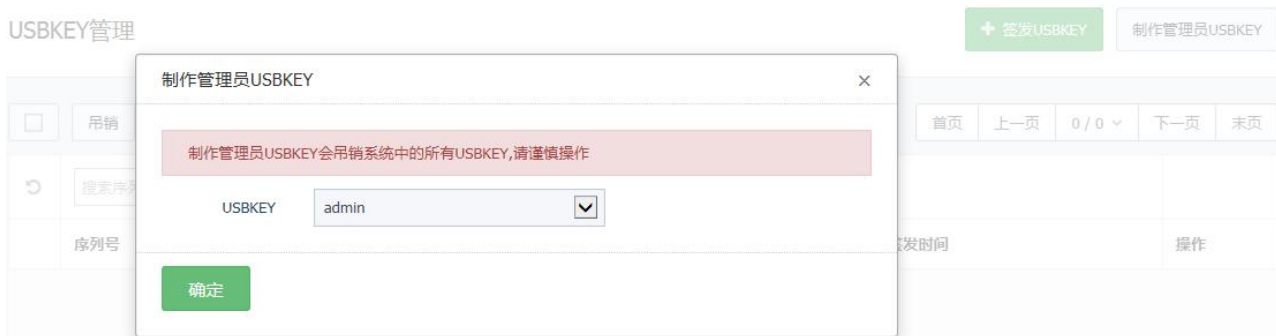 USBKEY管理
+ 签发USBKEY
制作管理员USBKEY
制作管理员USBKEY
×
吊销
首页
上一页
0 / 0
下一页
末页
制作管理员USBKEY会吊销系统中的所有USBKEY,请谨慎操作
搜索序列
USBKEY
admin
序列号
签发时间
操作
确定